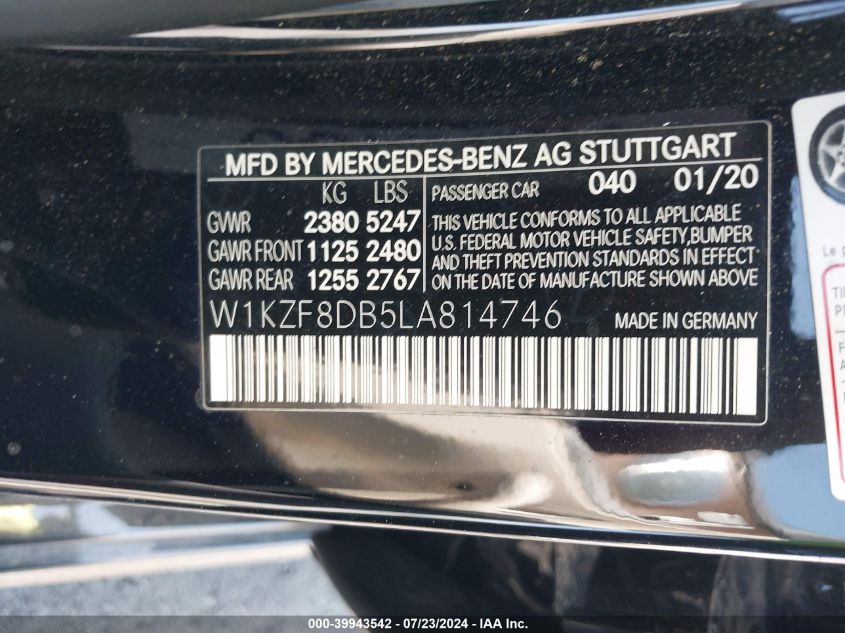 MFD BY MERCEDES-BENZ AG STUTTGART
KG LBS
GVWR 2380 5247
GAWR FRONT 1125 2480
GAWR REAR 1255 2767
PASSENGER CAR 040 01/20
THIS VEHICLE CONFORMS TO ALL APPLICABLE
U.S. FEDERAL MOTOR VEHICLE SAFETY,BUMPER
AND THEFT PREVENTION STANDARDS IN EFFECT
ON THE DATE OF MANUFACTURE SHOWN ABOVE
W1KZF8DB5LA814746 MADE IN GERMANY
Le
000-39943542 - 07/23/2024 - IAA Inc.